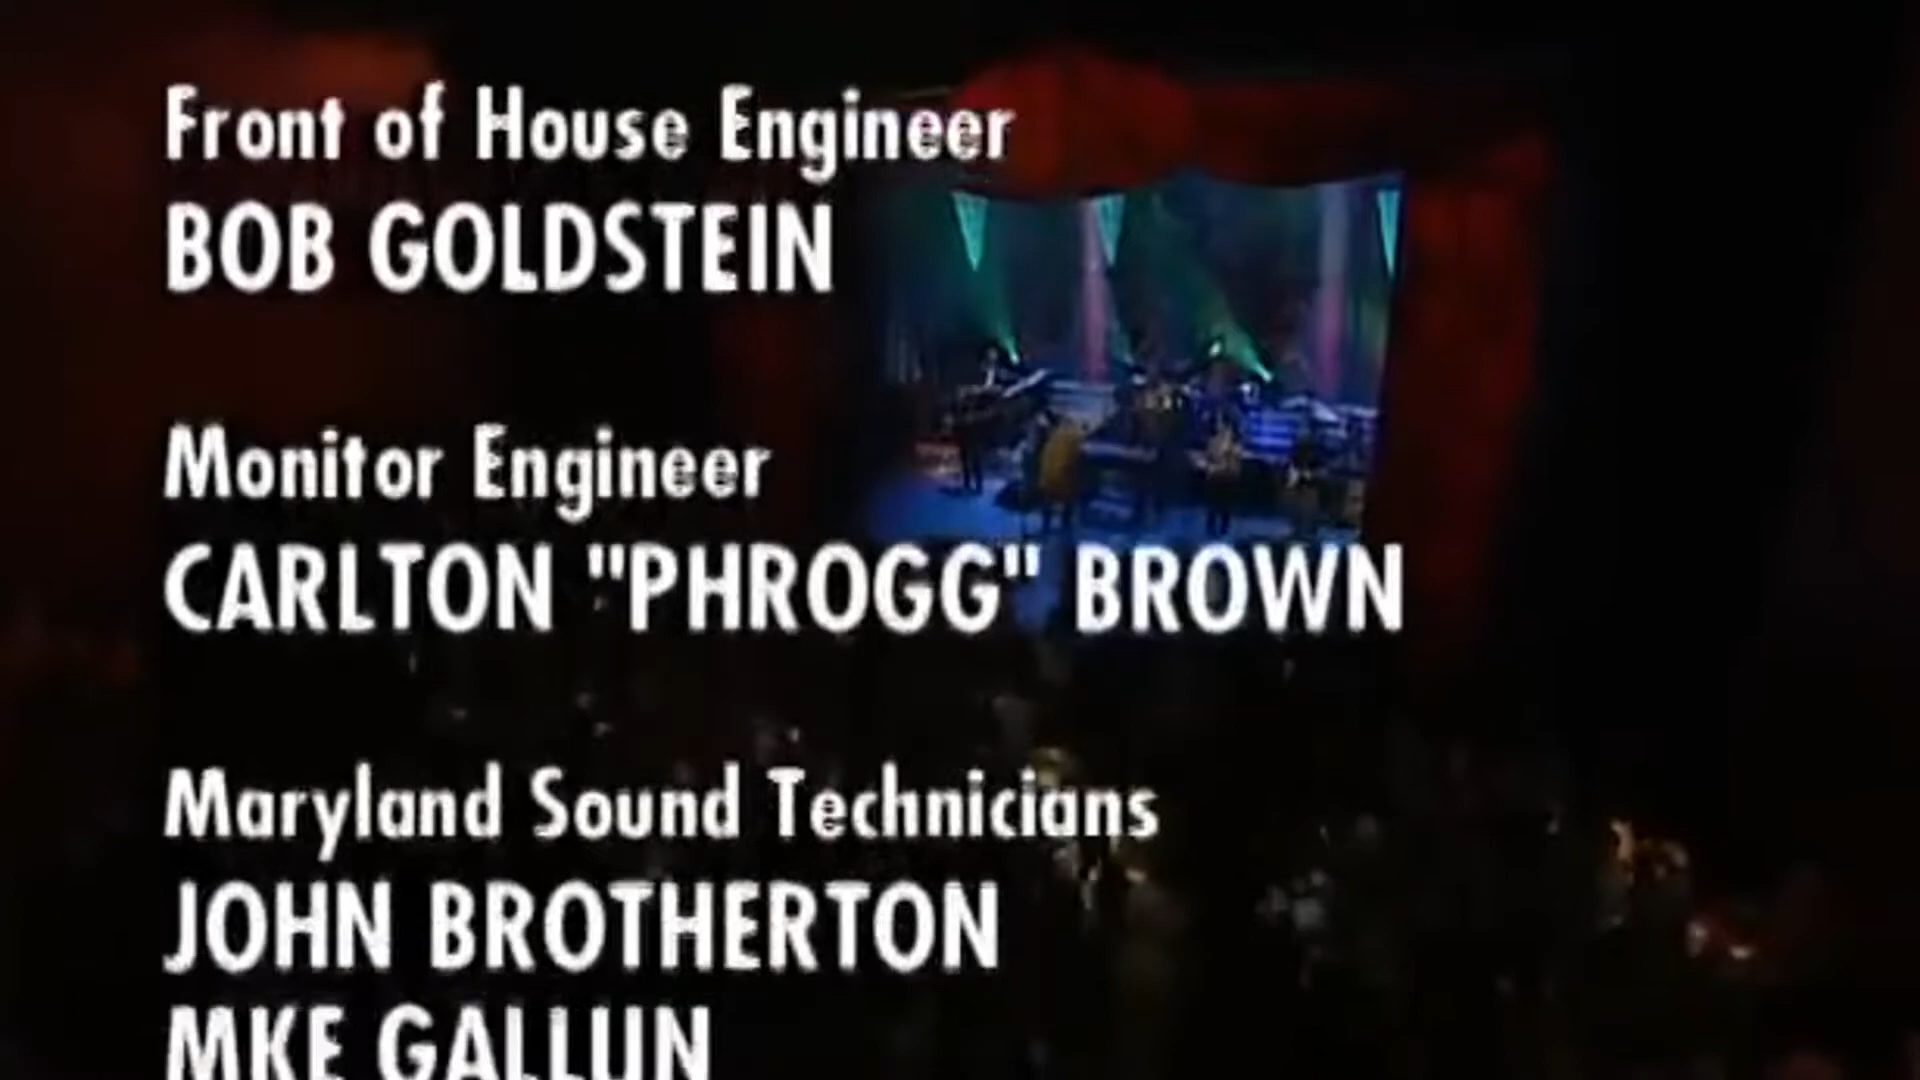 Front of House Engineer
BOB GOLDSTEIN
Monitor Engineer
CARLTON "PHROGG" BROWN
Maryland Sound Technicians
JOHN BROTHERTON
MKE GALLUN